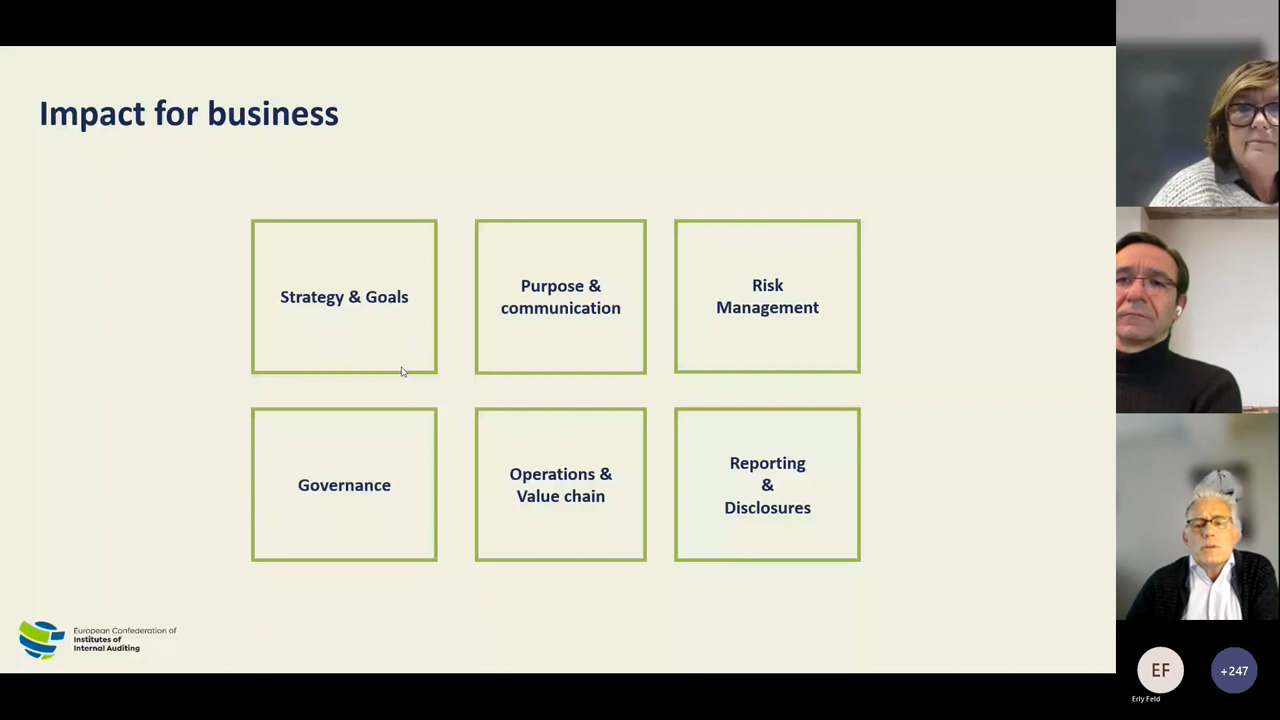 Impact for business
Strategy & Goals
Purpose &
communication
Risk
Management
Governance
Operations &
Value chain
Reporting
&
Disclosures
European Confederation of
Institutes of
Internal Auditing
EF
+247
Erly Feld